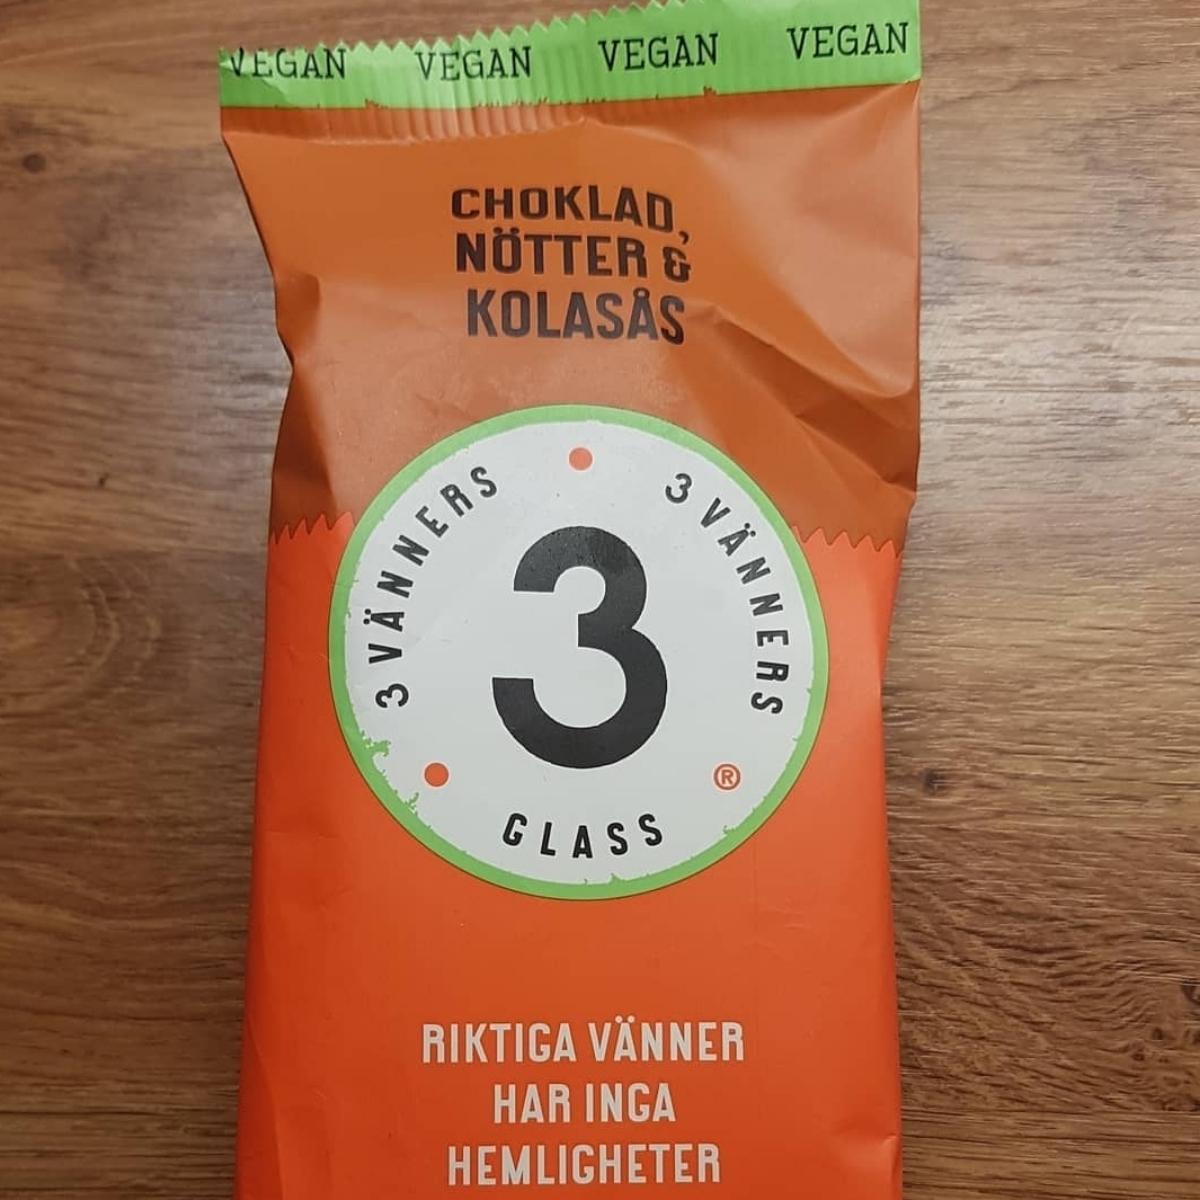 VEGAN VEGAN VEGAN VEGAN
CHOKLAD,
NÖTTER &
KOLASÅS
3 VÄNNERS
3 VÄNNERS
3
®
GLASS
RIKTIGA VÄNNER
HAR INGA
HEMLIGHETER